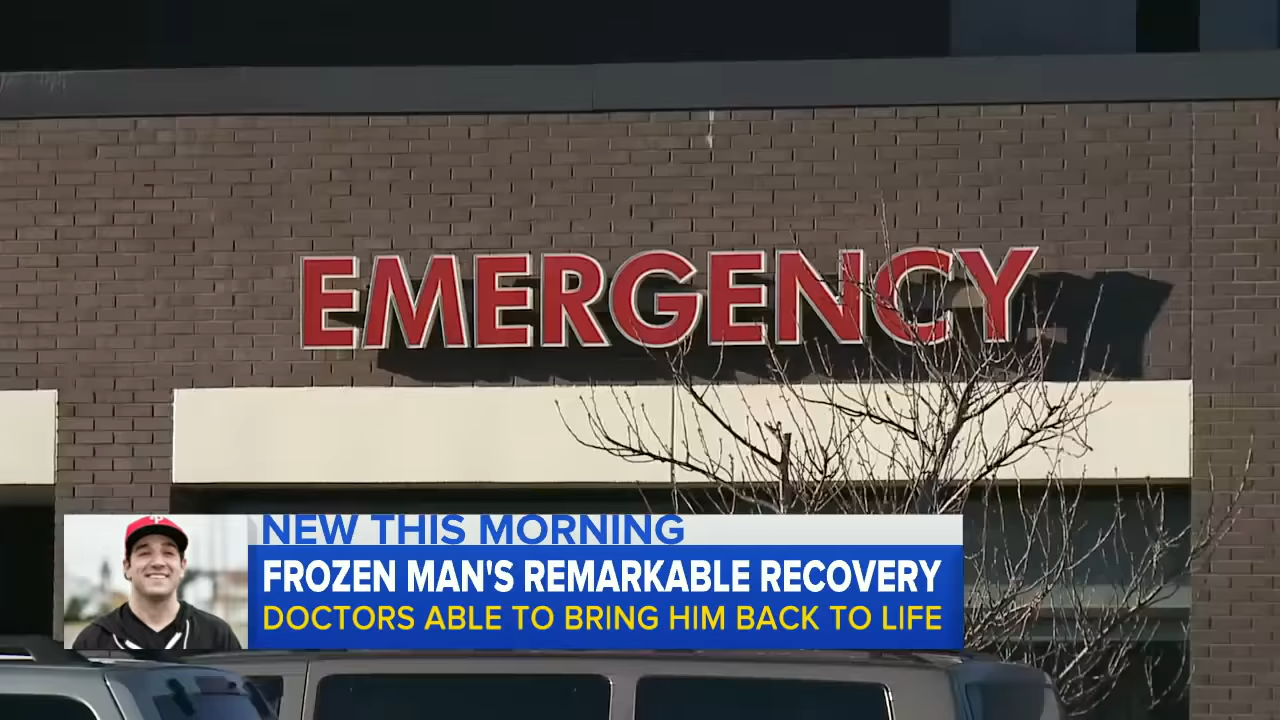 EMERGENCY
NEW THIS MORNING
FROZEN MAN'S REMARKABLE RECOVERY
DOCTORS ABLE TO BRING HIM BACK TO LIFE